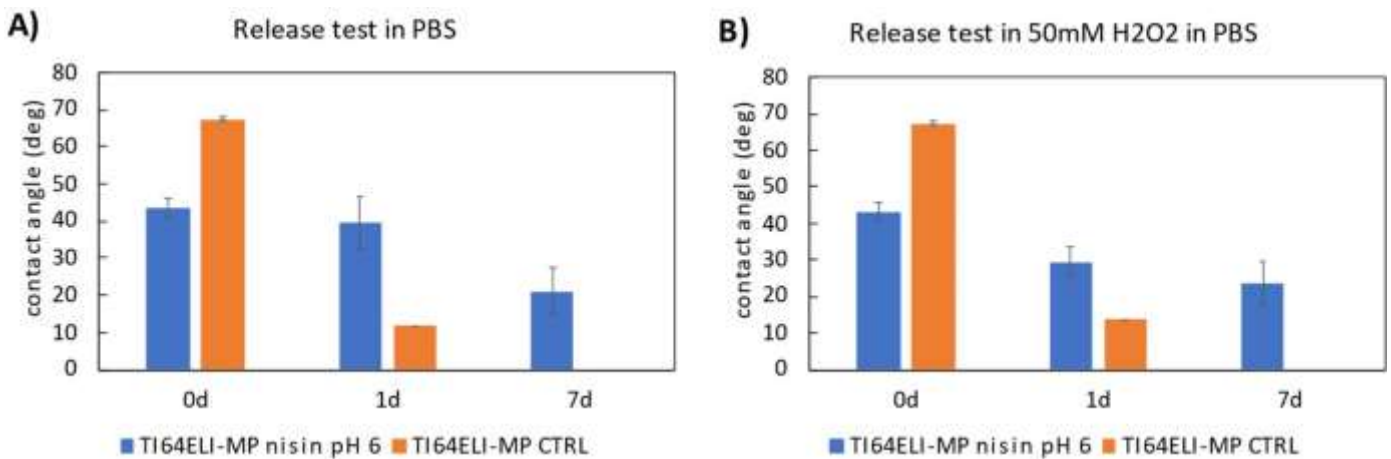 A)
Release test in PBS
contact angle (deg)
80
70
60
50
40
30
20
10
0
0d 1d 7d
TI64ELI-MP nisin pH 6 TI64ELI-MP CTRL
B)
Release test in 50mM H2O2 in PBS
contact angle (deg)
80
70
60
50
40
30
20
10
0
0d 1d 7d
TI64ELI-MP nisin pH 6 TI64ELI-MP CTRL